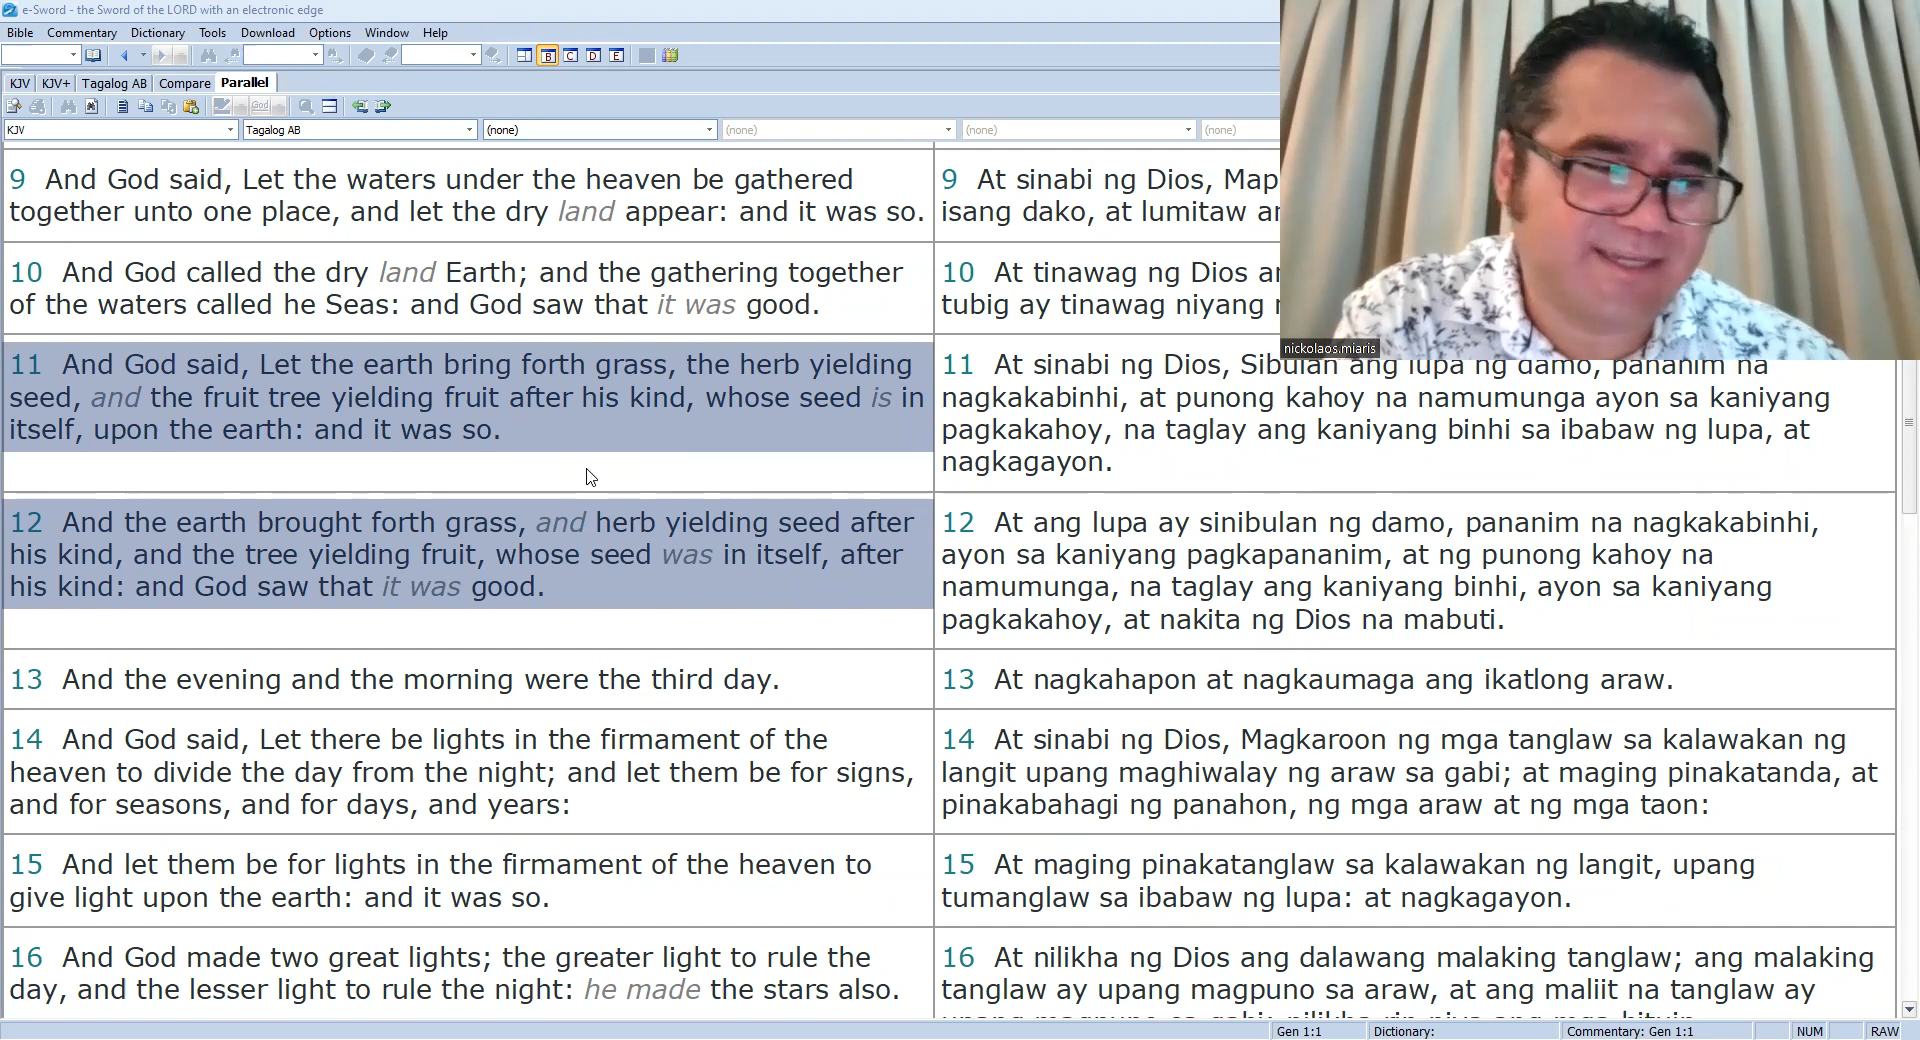 e-Sword - the Sword of the LORD with an electronic edge
Bible Commentary Dictionary Tools Download Options Window Help
B C D E
KJV KJV+ Tagalog AB Compare Parallel
God
KJV Tagalog AB (none) (none) (none) (none)
9 And God said, Let the waters under the heaven be gathered
together unto one place, and let the dry land appear: and it was so.
10 And God called the dry land Earth; and the gathering together
of the waters called he Seas: and God saw that it was good.
11 And God said, Let the earth bring forth grass, the herb yielding
seed, and the fruit tree yielding fruit after his kind, whose seed is in
itself, upon the earth: and it was so.
12 And the earth brought forth grass, and herb yielding seed after
his kind, and the tree yielding fruit, whose seed was in itself, after
his kind: and God saw that it was good.
13 And the evening and the morning were the third day.
14 And God said, Let there be lights in the firmament of the
heaven to divide the day from the night; and let them be for signs,
and for seasons, and for days, and years:
15 And let them be for lights in the firmament of the heaven to
give light upon the earth: and it was so.
16 And God made two great lights; the greater light to rule the
day, and the lesser light to rule the night: he made the stars also.
9 At sinabi ng Dios,
isang dako, at lumitaw
10 At tinawag ng Dios
tubig ay tinawag niyang
nickolaos.miaris
11 At sinabi ng Dios, Sibulan ang lupa ng damo, pananim na
nagkakabinhi, at punong kahoy na namumunga ayon sa kaniyang
pagkakahoy, na taglay ang kaniyang binhi sa ibabaw ng lupa, at
nagkagayon.
12 At ang lupa ay sinibulan ng damo, pananim na nagkakabinhi,
ayon sa kaniyang pagkapananim, at ng punong kahoy na
namumunga, na taglay ang kaniyang binhi, ayon sa kaniyang
pagkakahoy, at nakita ng Dios na mabuti.
13 At nagkahapon at nagkaumaga ang ikatlong araw.
14 At sinabi ng Dios, Magkaroon ng mga tanglaw sa kalawakan ng
langit upang maghiwalay ng araw sa gabi; at maging pinakatanda, at
pinakabahagi ng panahon, ng mga araw at ng mga taon:
15 At maging pinakatanglaw sa kalawakan ng langit, upang
tumanglaw sa ibabaw ng lupa: at nagkagayon.
16 At nilikha ng Dios ang dalawang malaking tanglaw; ang malaking
tanglaw ay upang magpuno sa araw, at ang maliit na tanglaw ay
Gen 1:1 Dictionary: Commentary: Gen 1:1 NUM RAW